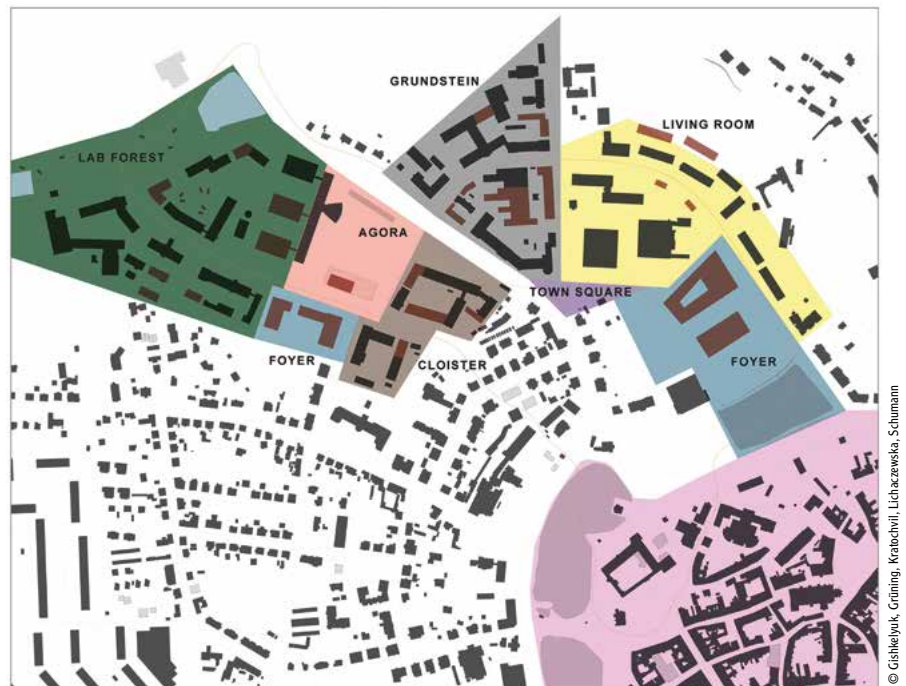 GRUNDSTEIN
LIVING ROOM
LAB FOREST
AGORA
TOWN SQUARE
FOYER
CLOISTER
FOYER
© Gishkelyuk, Grüning, Kratochvil, Lichaczewska, Schumann